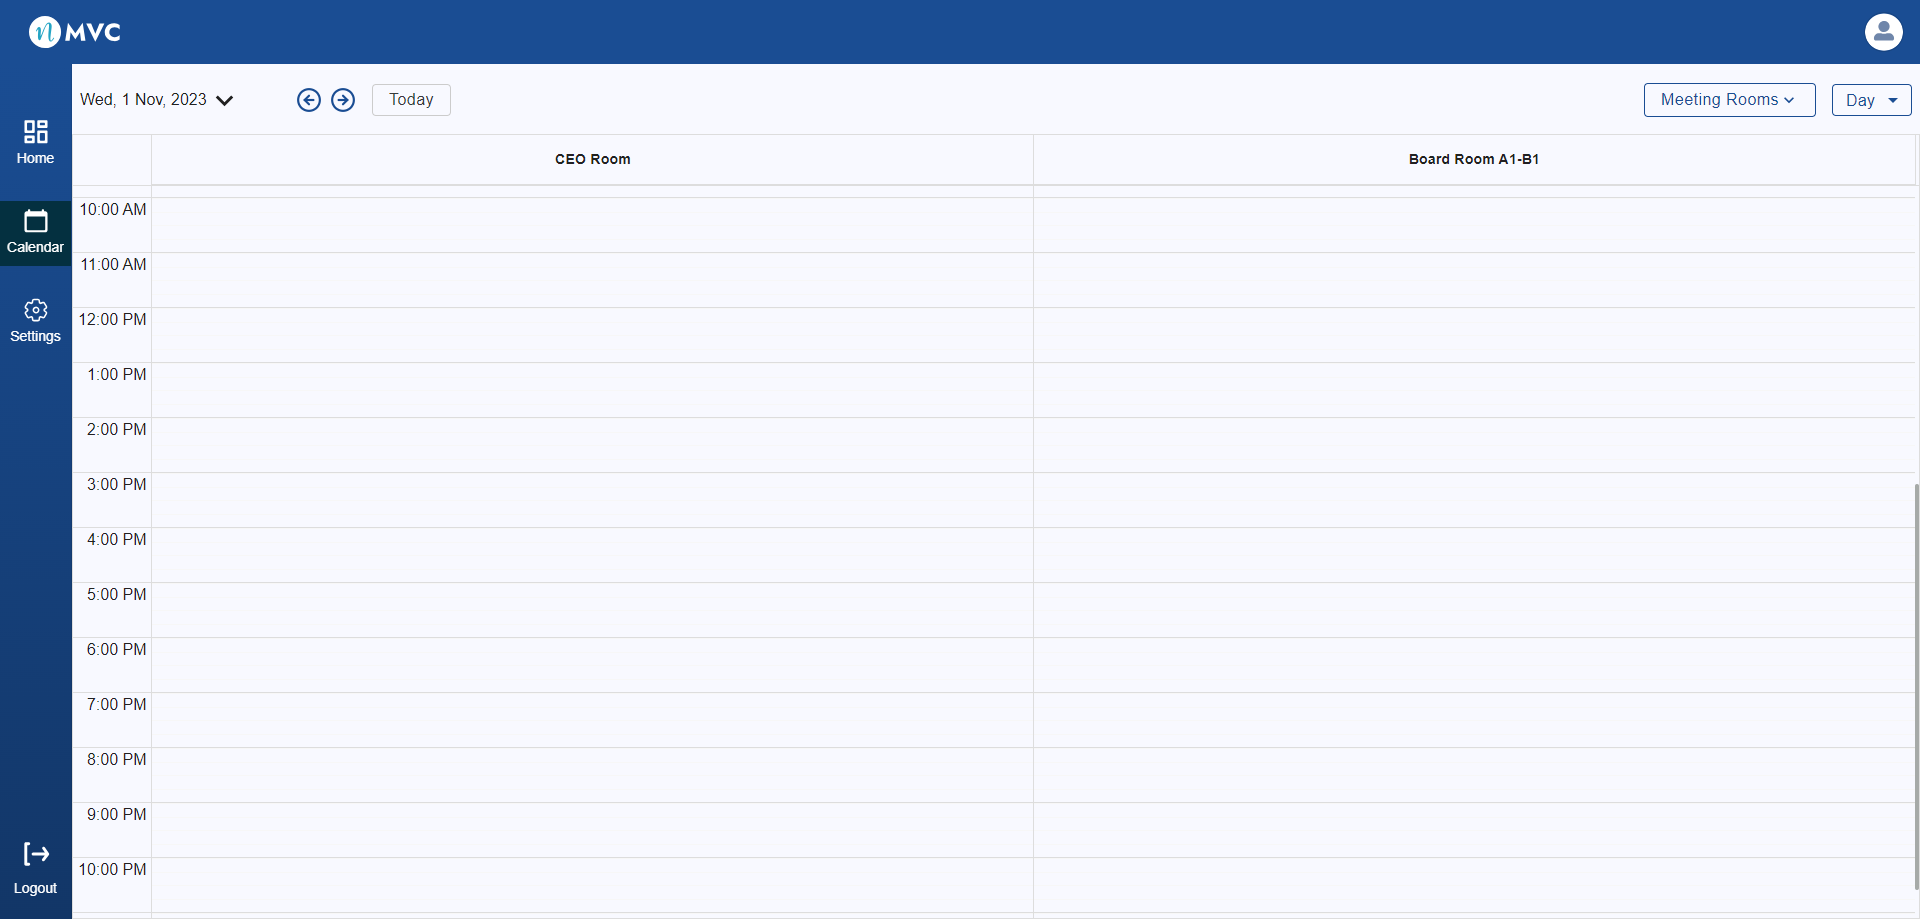 n MVC
Wed, 1 Nov, 2023
Today
Meeting Rooms
Day
Home
Calendar
Settings
Logout
CEO Room
Board Room A1-B1
10:00 AM
11:00 AM
12:00 PM
1:00 PM
2:00 PM
3:00 PM
4:00 PM
5:00 PM
6:00 PM
7:00 PM
8:00 PM
9:00 PM
10:00 PM